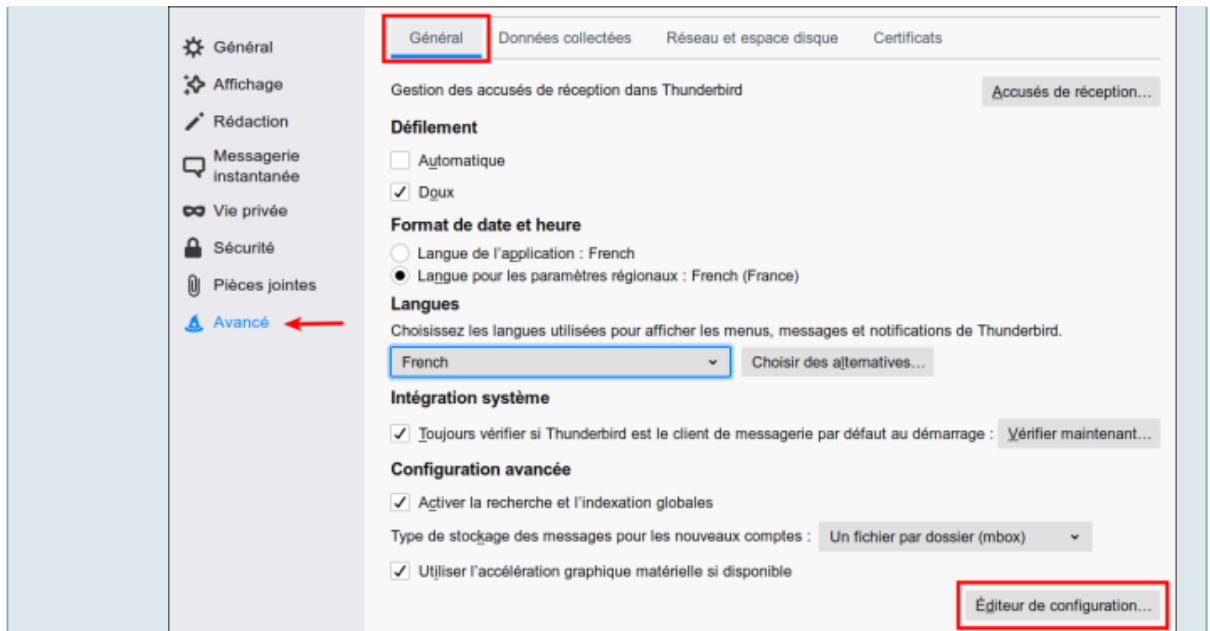 Général
Affichage
Rédaction
Messagerie
instantanée
Vie privée
Sécurité
Pièces jointes
Avancé
Général Données collectées Réseau et espace disque Certificats
Gestion des accusés de réception dans Thunderbird Accusés de réception...
Défilement
Automatique
Doux
Format de date et heure
Langue de l'application : French
Langue pour les paramètres régionaux : French (France)
Langues
Choisissez les langues utilisées pour afficher les menus, messages et notifications de Thunderbird.
French Choisir des alternatives...
Intégration système
Toujours vérifier si Thunderbird est le client de messagerie par défaut au démarrage : Vérifier maintenant...
Configuration avancée
Activer la recherche et l'indexation globales
Type de stockage des messages pour les nouveaux comptes : Un fichier par dossier (mbox)
Utiliser l'accélération graphique matérielle si disponible
Éditeur de configuration...